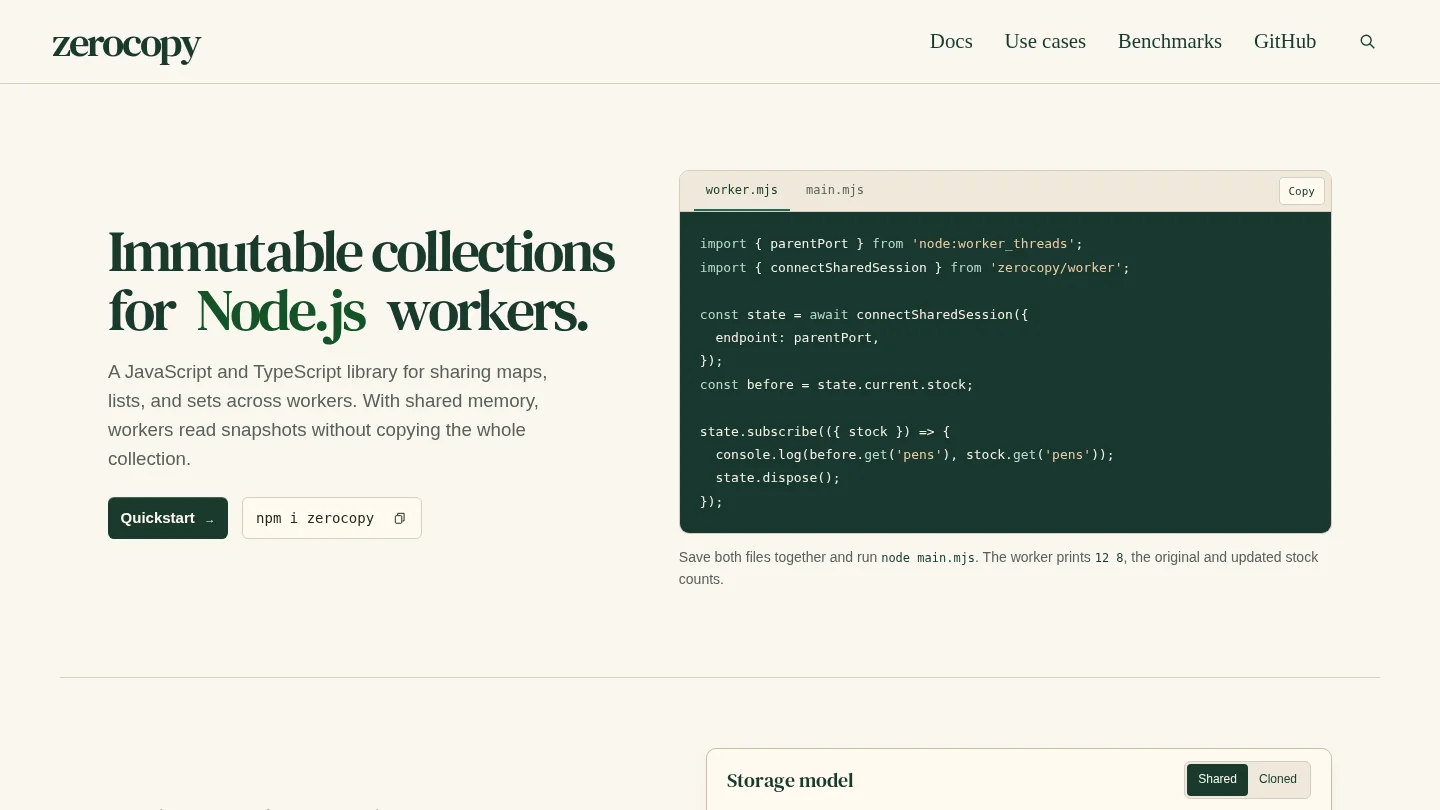 zerocopy
Docs Use cases Benchmarks GitHub
Immutable collections
for Node.js workers.
A JavaScript and TypeScript library for sharing maps,
lists, and sets across workers. With shared memory,
workers read snapshots without copying the whole
collection.
Quickstart →
npm i zerocopy
worker.mjs main.mjs Copy
import { parentPort } from 'node:worker_threads';
import { connectSharedSession } from 'zerocopy/worker';
const state = await connectSharedSession({
  endpoint: parentPort,
});
const before = state.current.stock;
state.subscribe(({ stock }) => {
  console.log(before.get('pens'), stock.get('pens'));
  state.dispose();
});
Save both files together and run node main.mjs. The worker prints 12 8, the original and updated stock
counts.
Storage model
Shared Cloned